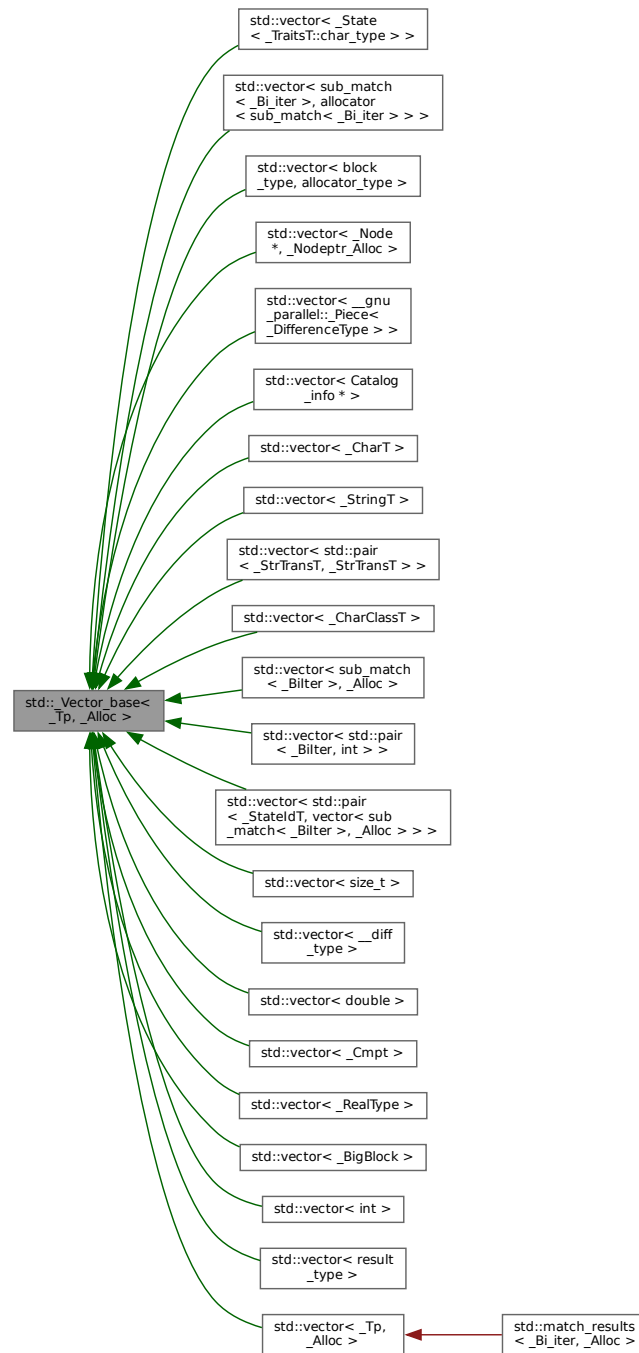 std::vector< _State
< _TraitsT::char_type > >
std::vector< sub_match
< _Bi_iter >, allocator
< sub_match< _Bi_iter > > >
std::vector< block
_type, allocator_type >
std::vector< _Node
*, _Nodeptr_Alloc >
std::vector< __gnu
_parallel::_Piece<
_DifferenceType > >
std::vector< Catalog
_info * >
std::vector< _CharT >
std::vector< _StringT >
std::vector< std::pair
< _StrTransT, _StrTransT > >
std::vector< _CharClassT >
std::vector< sub_match
< _BiIter >, _Alloc >
std::_Vector_base<
_Tp, _Alloc >
std::vector< std::pair
< _BiIter, int > >
std::vector< std::pair
< _StateIdT, vector< sub
_match< _BiIter >, _Alloc > > >
std::vector< size_t >
std::vector< __diff
_type >
std::vector< double >
std::vector< _Cmpt >
std::vector< _RealType >
std::vector< _BigBlock >
std::vector< int >
std::vector< result
_type >
std::vector< _Tp,
_Alloc >
std::match_results
< _Bi_iter, _Alloc >